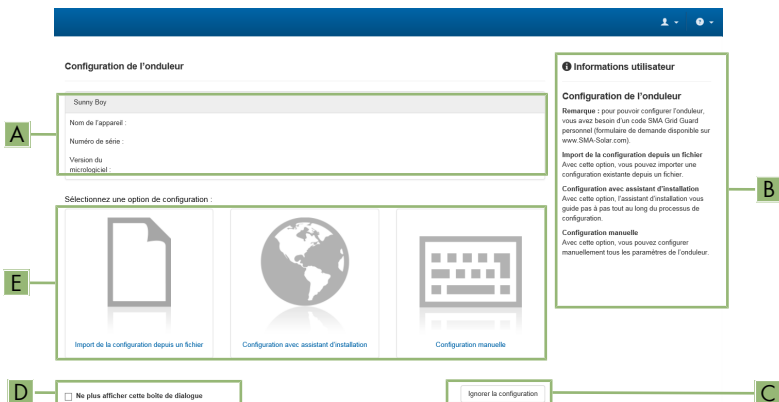 Configuration de l'onduleur
Sunny Boy
Nom de l'appareil :
Numéro de série :
Version du
micrologiciel :
A
Sélectionnez une option de configuration :
Import de la configuration depuis un fichier
Configuration avec assistant d'installation
Configuration manuelle
E
Ne plus afficher cette boîte de dialogue
D
Ignorer la configuration
C
Informations utilisateur
Configuration de l'onduleur
Remarque : pour pouvoir configurer l'onduleur,
vous avez besoin d'un code SMA Grid Guard
personnel (formulaire de demande disponible sur
www.SMA-Solar.com).
Import de la configuration depuis un fichier
Avec cette option, vous pouvez importer une
configuration existante depuis un fichier.
Configuration avec assistant d'installation
Avec cette option, l'assistant d'installation vous
guide pas à pas tout au long du processus de
configuration.
Configuration manuelle
Avec cette option, vous pouvez configurer
manuellement tous les paramètres de l'onduleur.
B